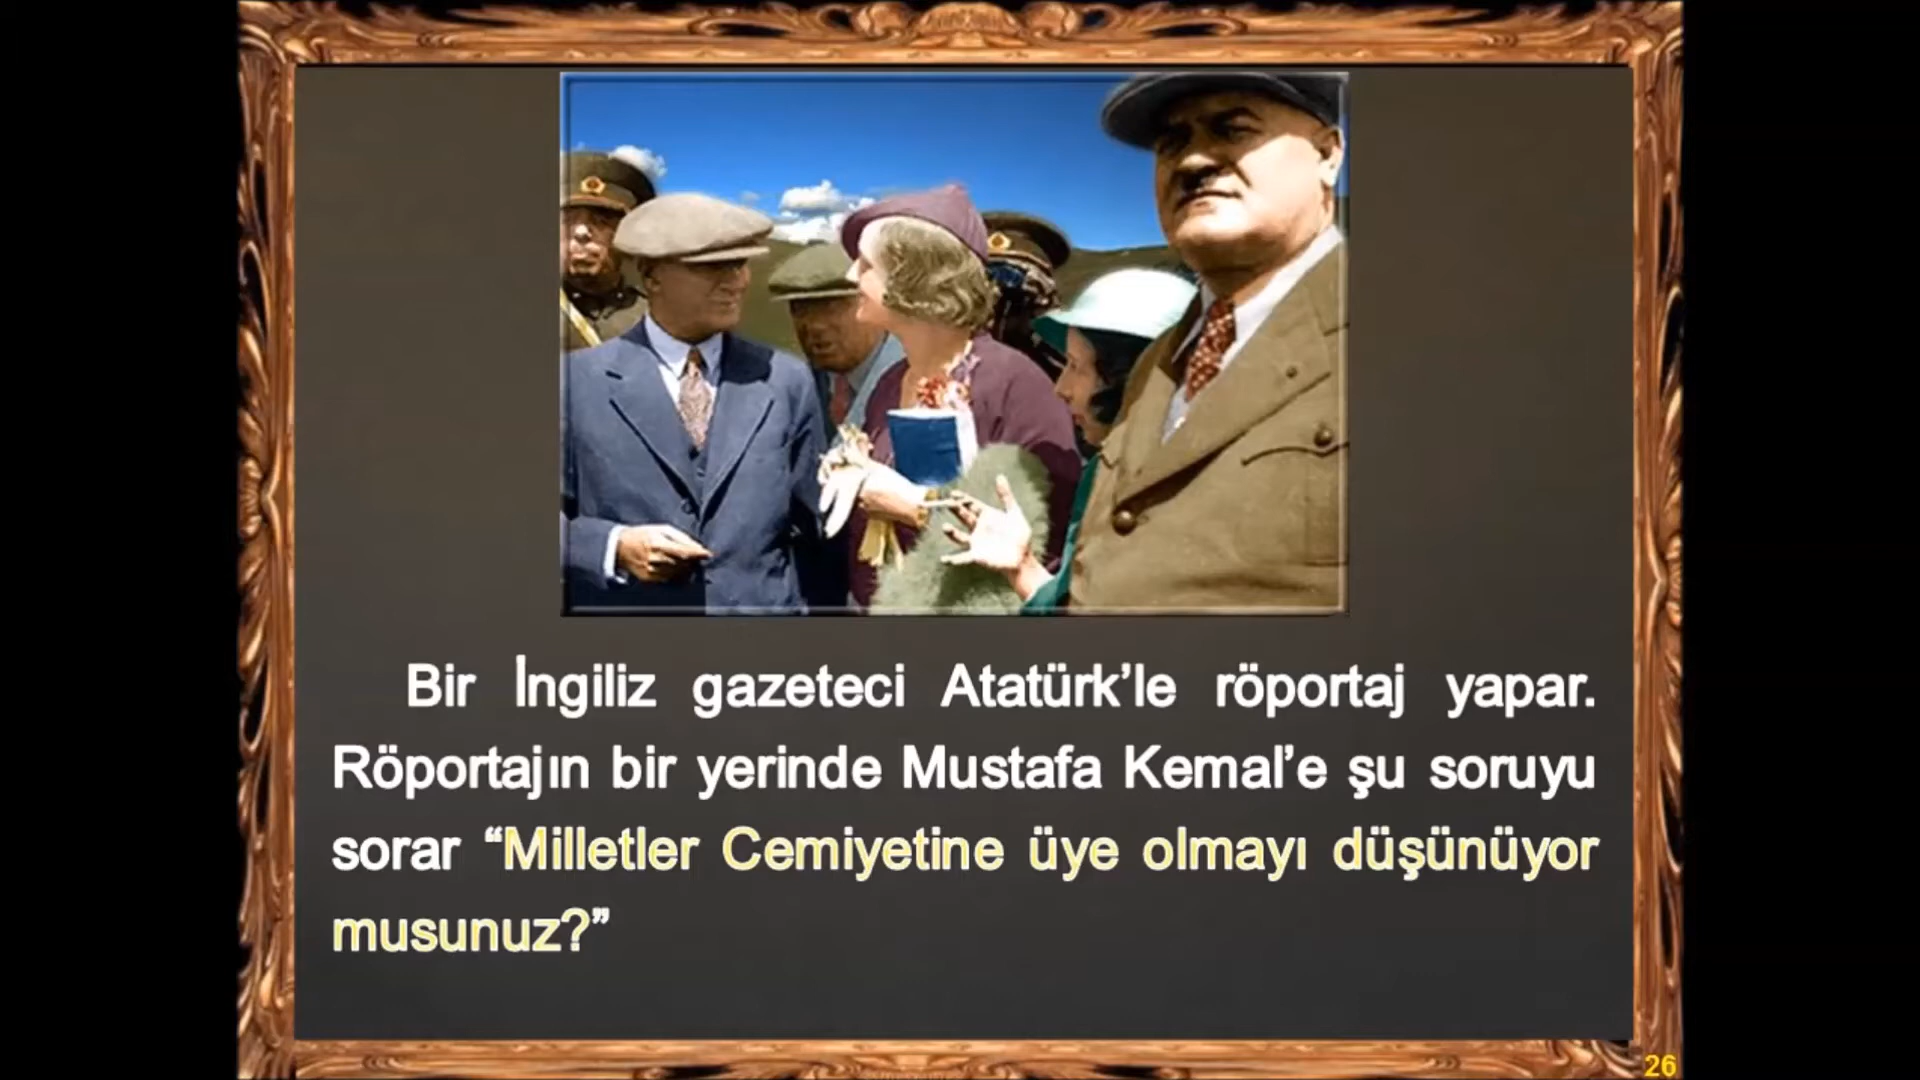 Bir İngiliz gazeteci Atatürk’le röportaj yapar.
Röportajın bir yerinde Mustafa Kemal’e şu soruyu
sorar “Milletler Cemiyetine üye olmayı düşünüyor
musunuz?”
26